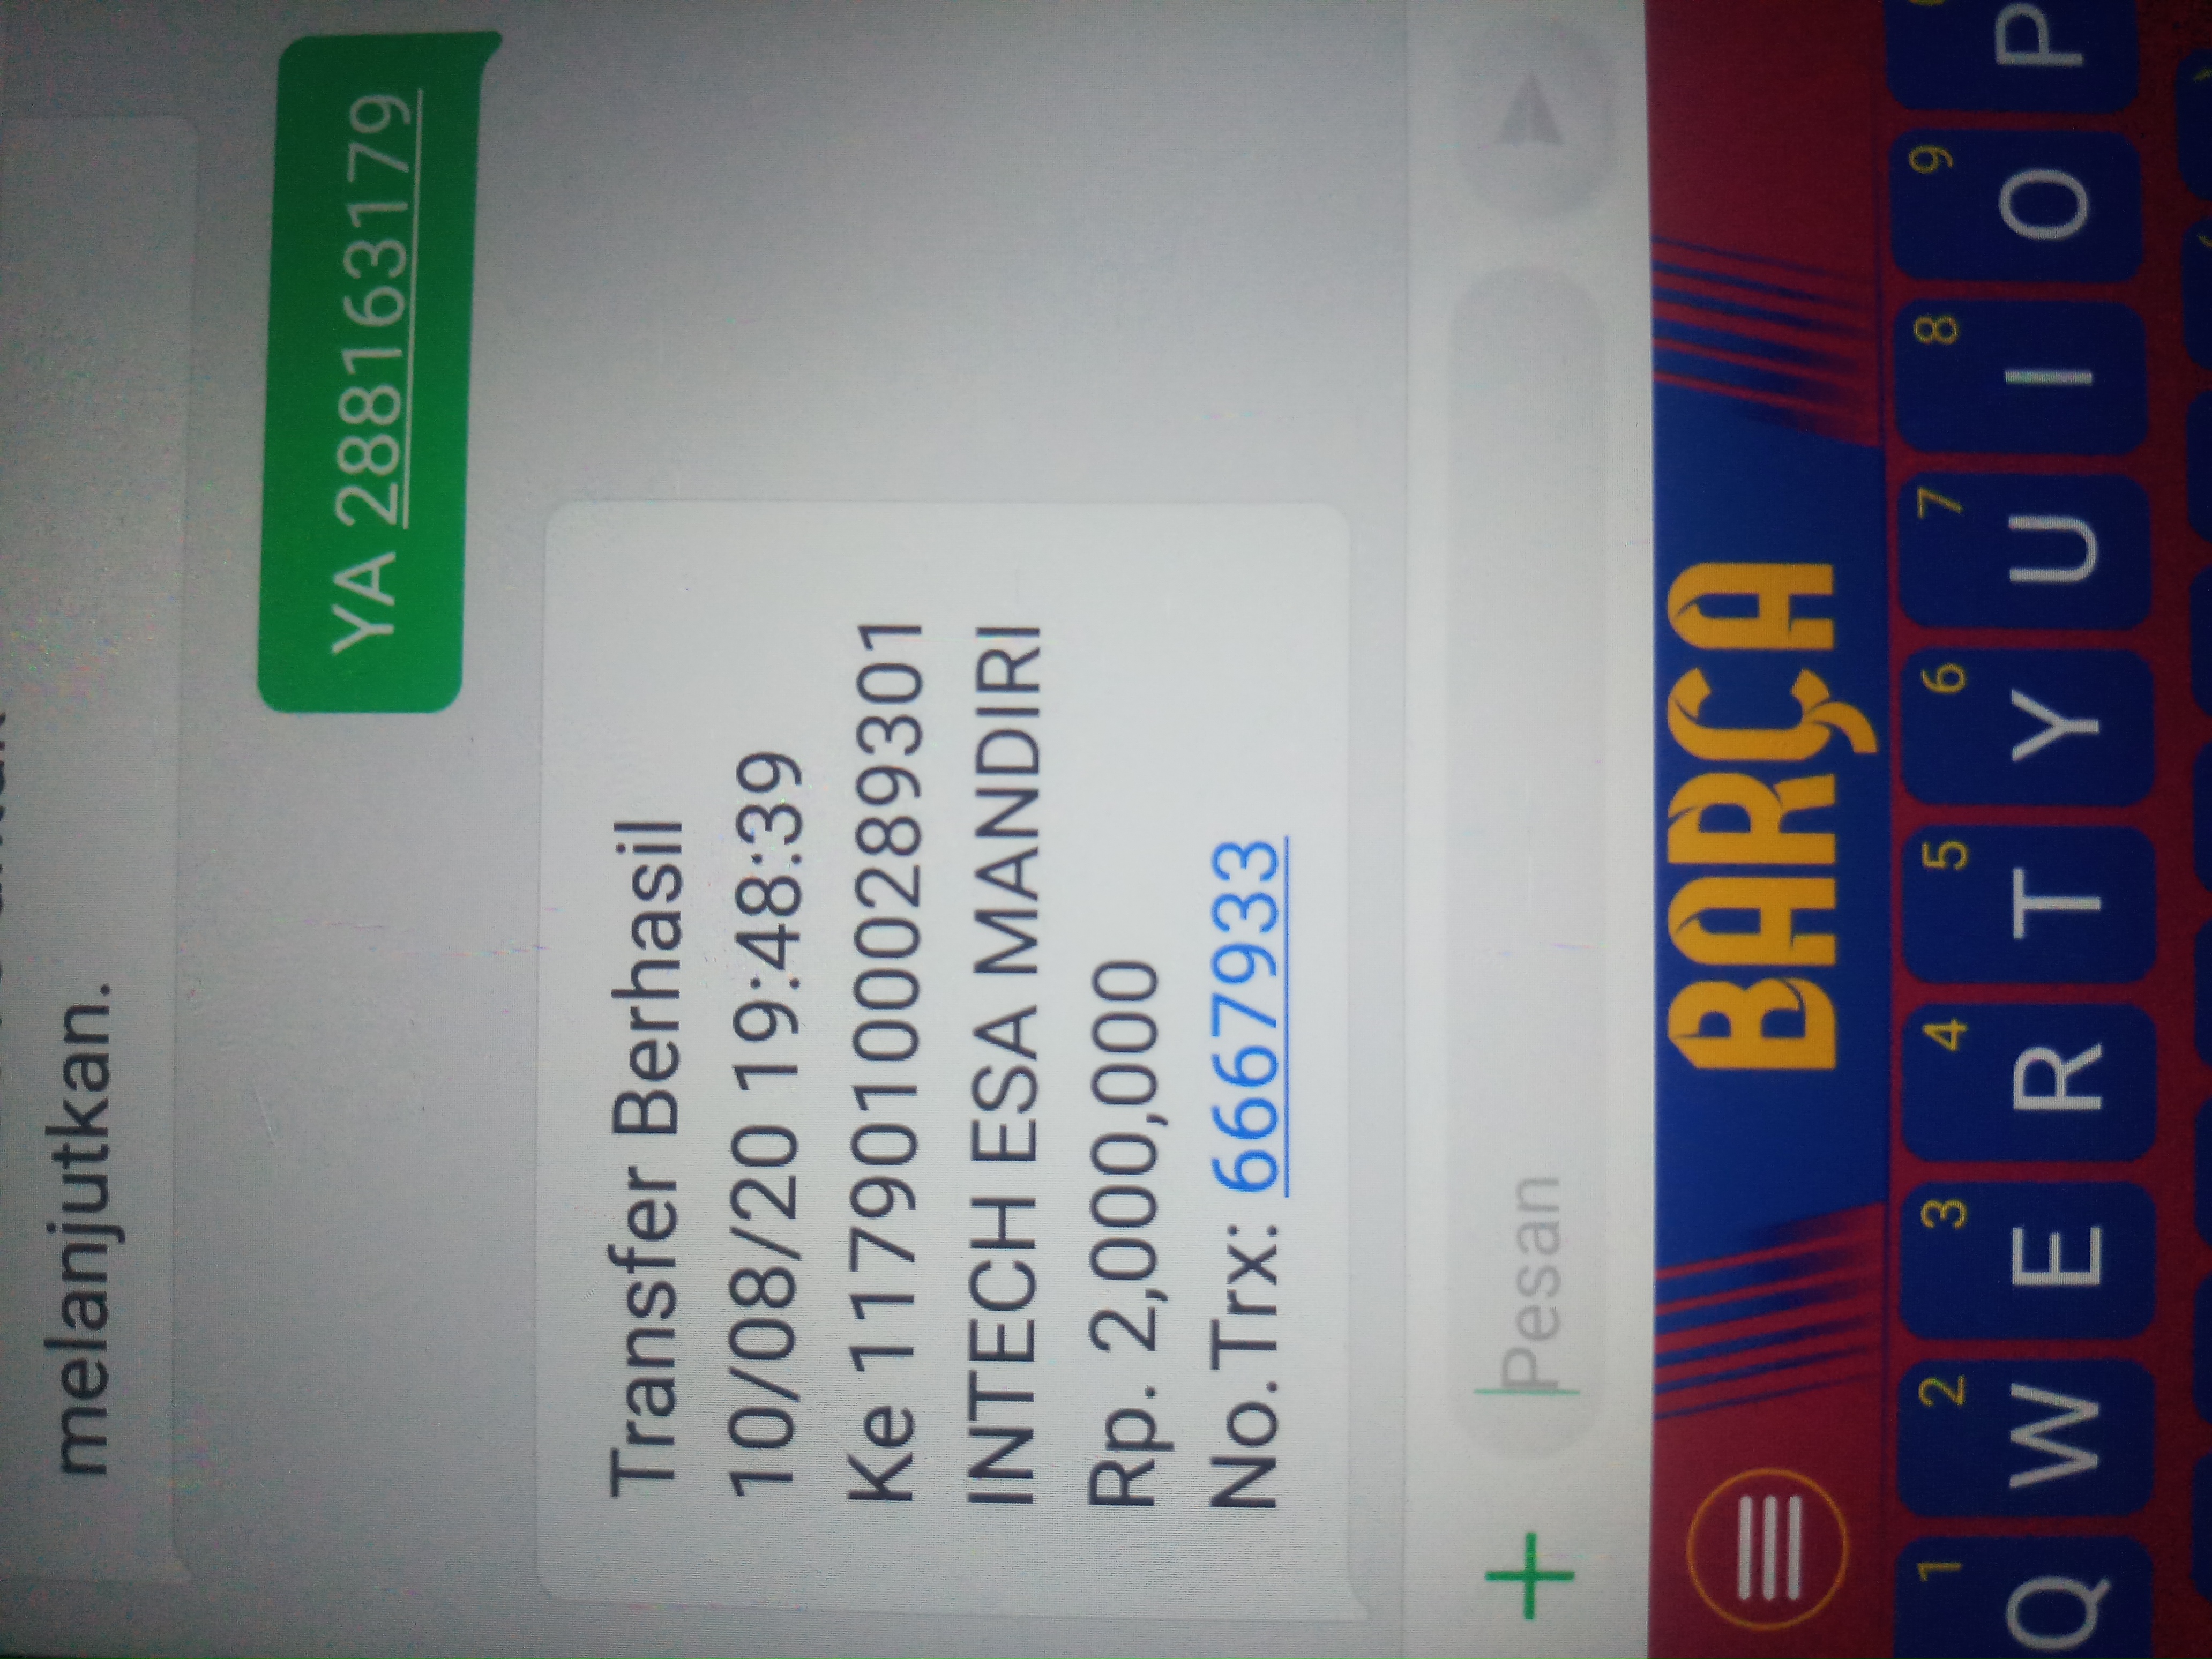 melanjutkan.
YA 288163179
Transfer Berhasil
10/08/20 19:48:39
Ke 117901000289301
INTECH ESA MANDIRI
Rp. 2,000,000
No.Trx: 6667933
Pesan
BARÇA
1 2 3 4 5 6 7 8 9
Q W E R T Y U I O P